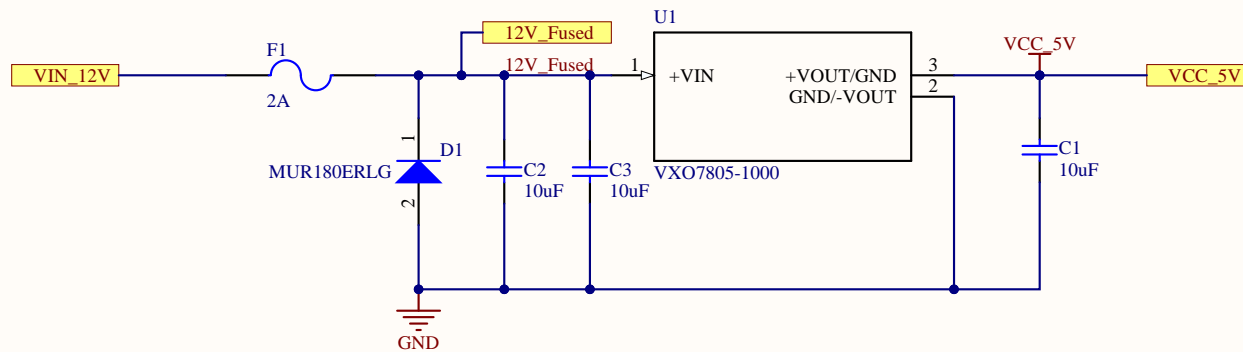 U1
12V_Fused
F1
VCC_5V
VIN_12V
12V_Fused
1
+VIN
+VOUT/GND
3
VCC_5V
GND/-VOUT
2
2A
1
D1
C1
MUR180ERLG
C2
C3
VXO7805-1000
10uF
10uF
10uF
2
GND